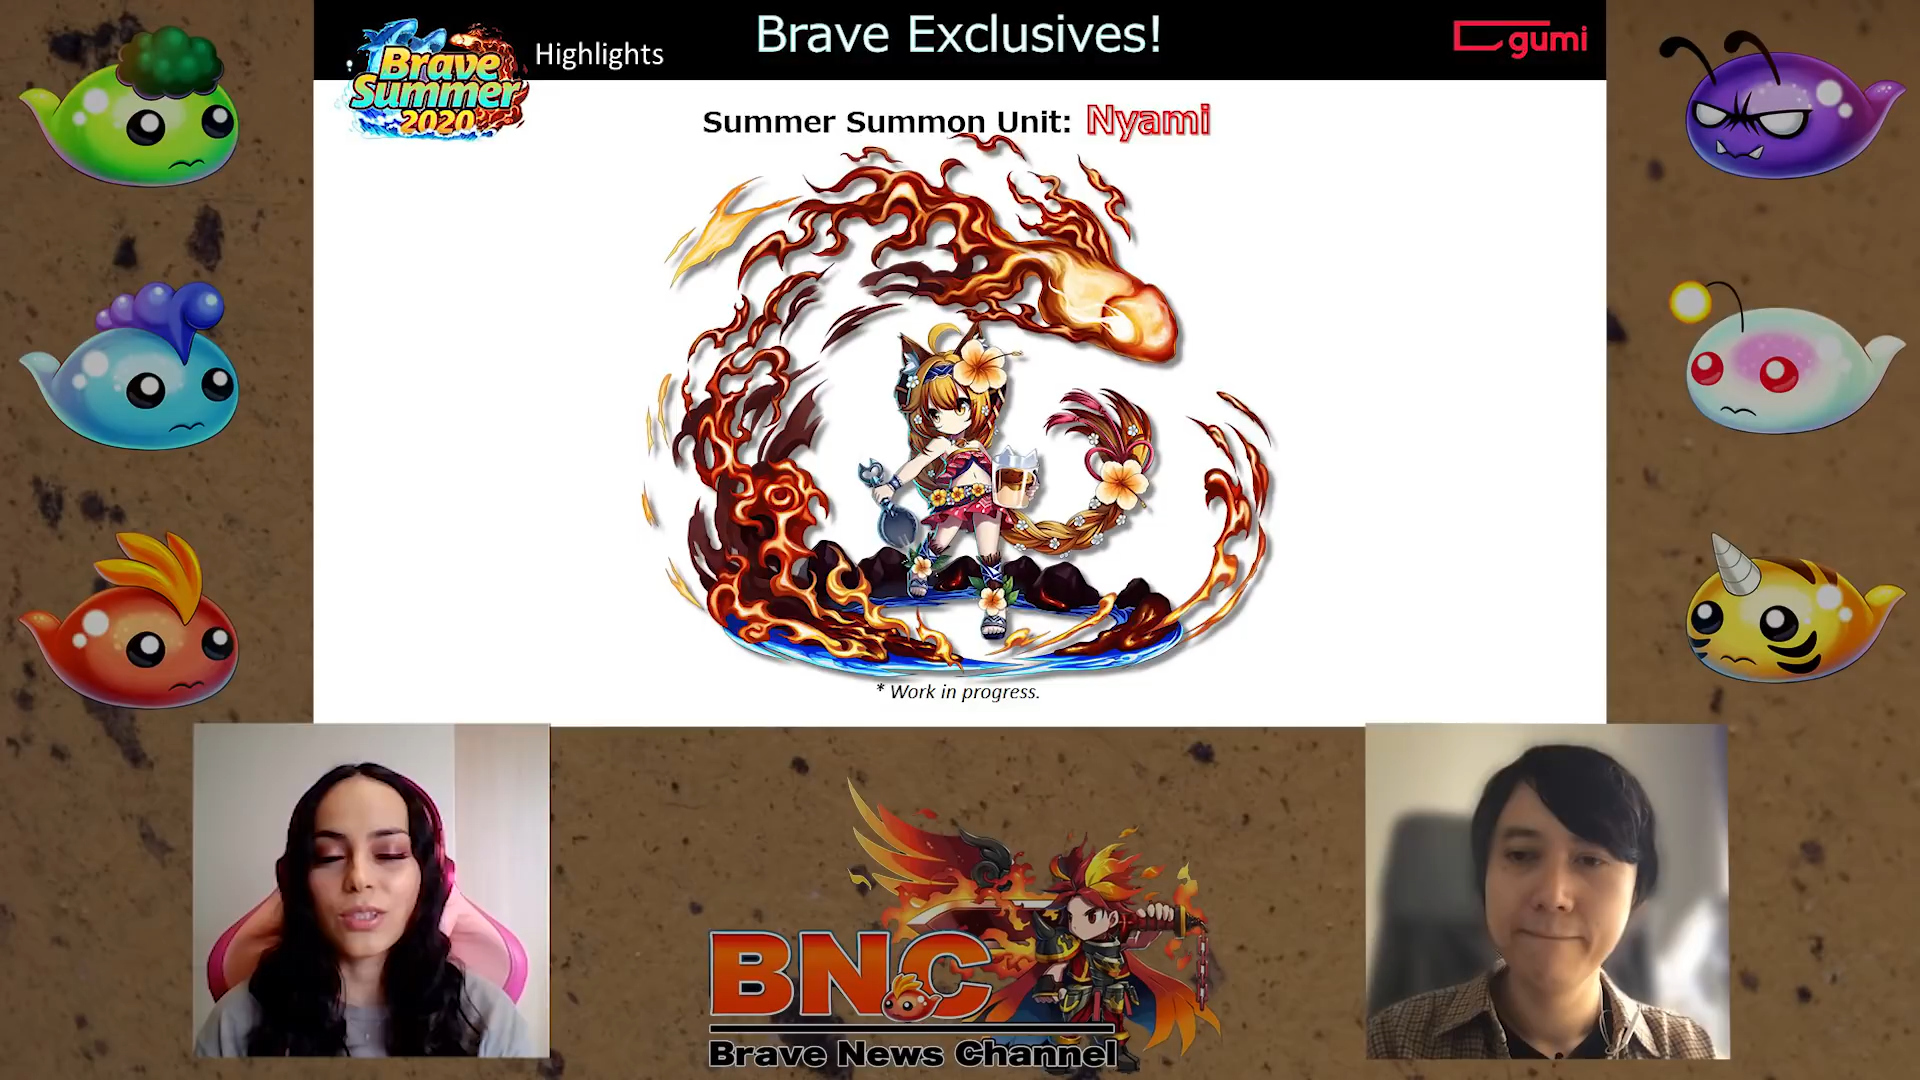 Brave
Summer
2020
Highlights
Brave Exclusives!
gumi
Summer Summon Unit: Nyami
* Work in progress.
BNC
Brave News Channel